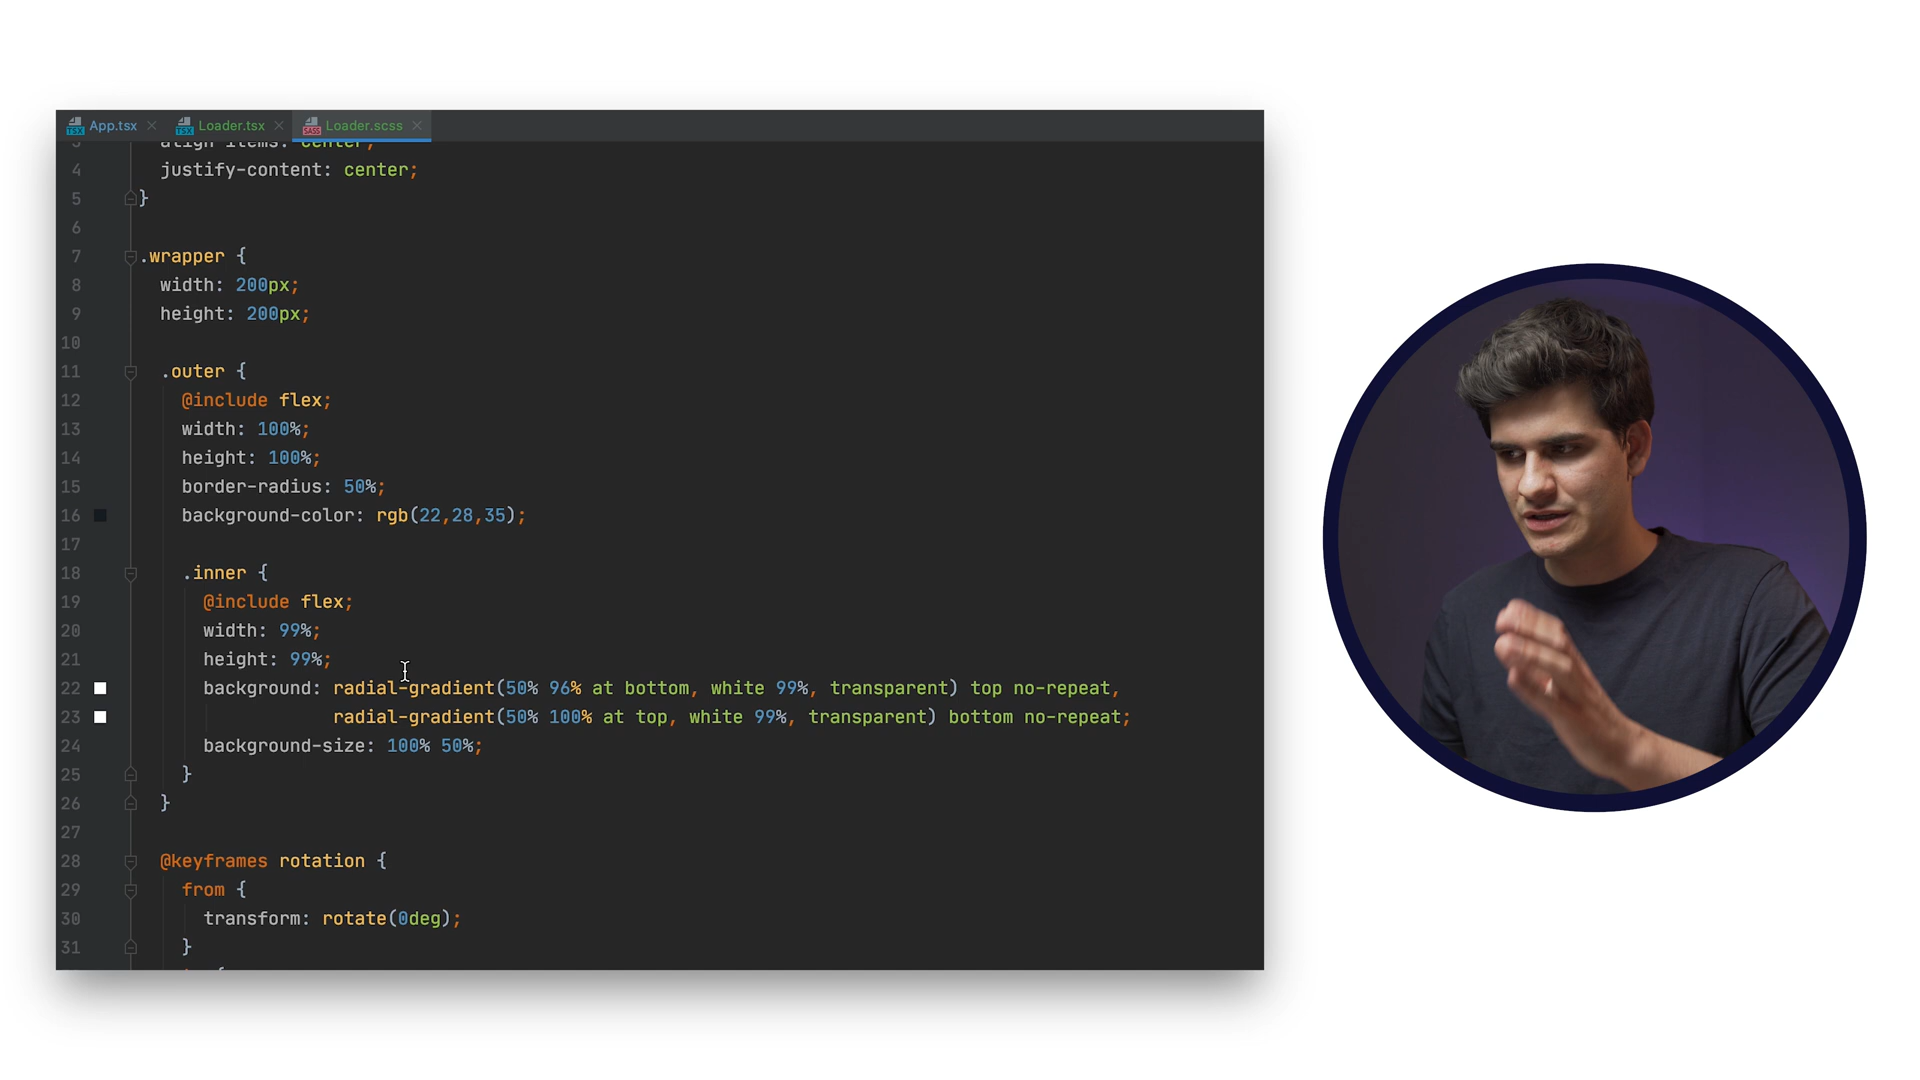 App.tsx Loader.tsx Loader.scss
3 align-items: center;
4 justify-content: center;
5 }
6
7 .wrapper {
8 width: 200px;
9 height: 200px;
10
11 .outer {
12 @include flex;
13 width: 100%;
14 height: 100%;
15 border-radius: 50%;
16 background-color: rgb(22,28,35);
17
18 .inner {
19 @include flex;
20 width: 99%;
21 height: 99%;
22 background: radial-gradient(50% 96% at bottom, white 99%, transparent) top no-repeat,
23 radial-gradient(50% 100% at top, white 99%, transparent) bottom no-repeat;
24 background-size: 100% 50%;
25 }
26 }
27
28 @keyframes rotation {
29 from {
30 transform: rotate(0deg);
31 }